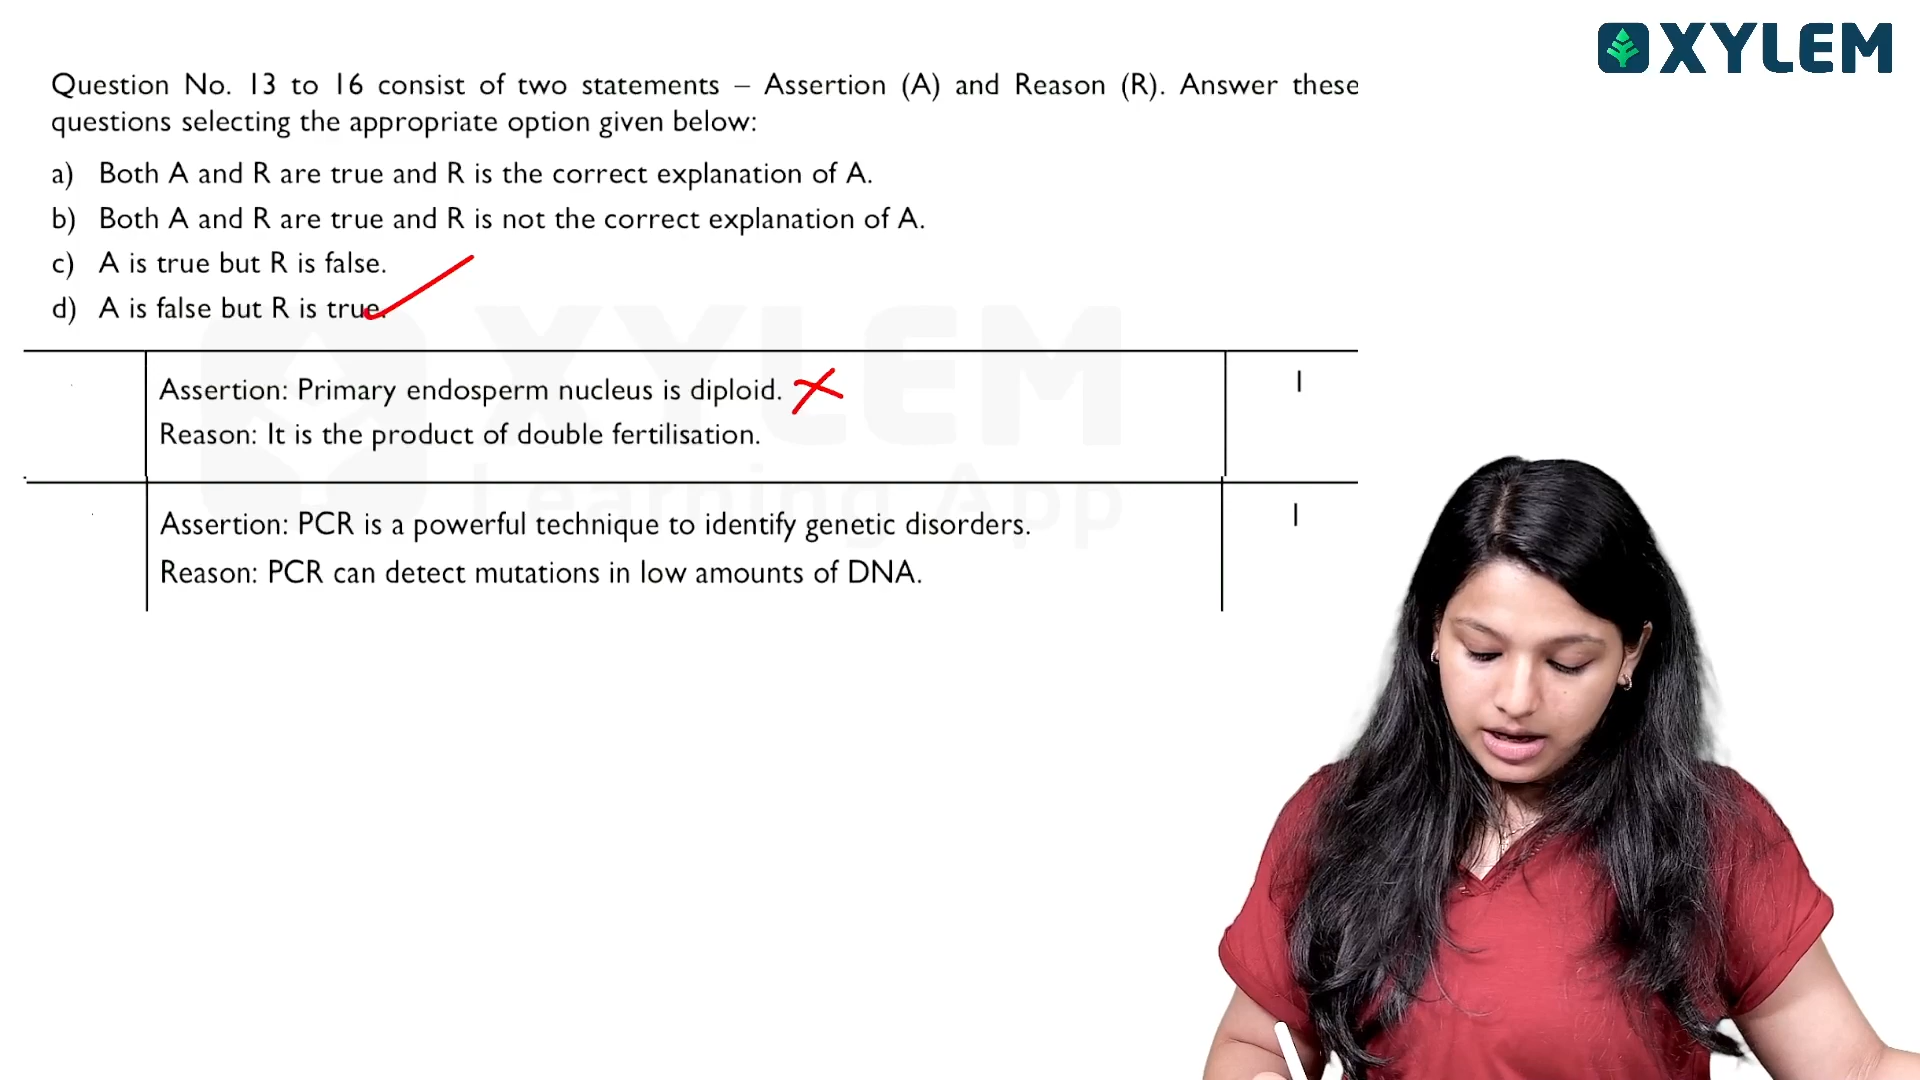 XYLEM
Question No. 13 to 16 consist of two statements – Assertion (A) and Reason (R). Answer these
questions selecting the appropriate option given below:
a) Both A and R are true and R is the correct explanation of A.
b) Both A and R are true and R is not the correct explanation of A.
c) A is true but R is false.
d) A is false but R is true.
XYLEM
Learning App
Assertion: Primary endosperm nucleus is diploid. 1
Reason: It is the product of double fertilisation.
Assertion: PCR is a powerful technique to identify genetic disorders. 1
Reason: PCR can detect mutations in low amounts of DNA.